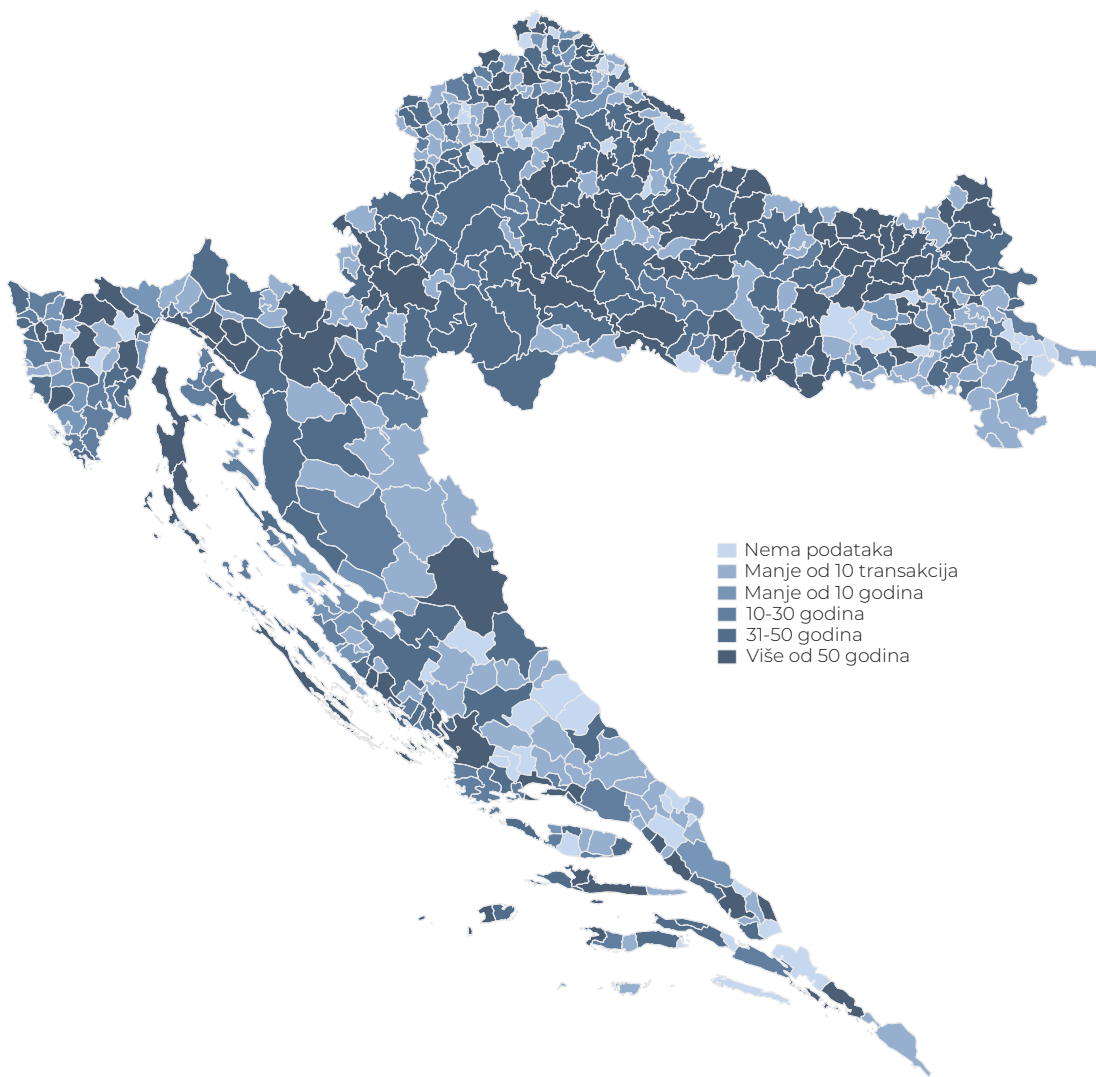 Nema podataka
Manje od 10 transakcija
Manje od 10 godina
10-30 godina
31-50 godina
Više od 50 godina